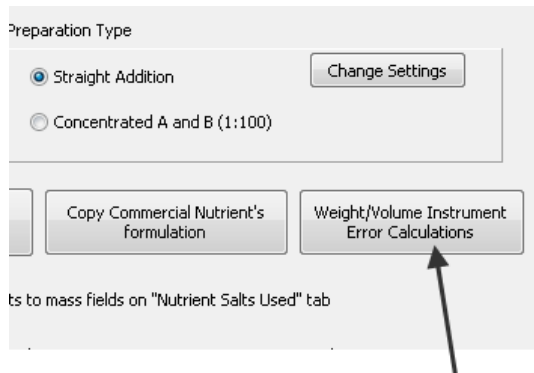 Preparation Type
Straight Addition
Change Settings
Concentrated A and B (1:100)
Copy Commercial Nutrient's
formulation
Weight/Volume Instrument
Error Calculations
ts to mass fields on "Nutrient Salts Used" tab